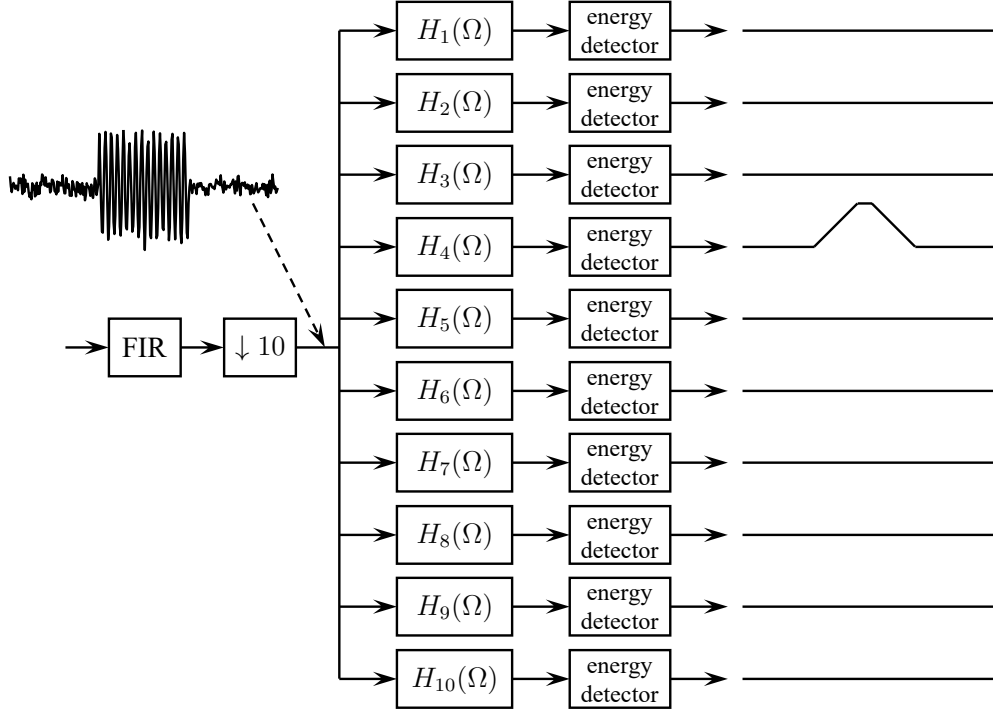 H₁(Ω)
energy
detector
H₂(Ω)
energy
detector
H₃(Ω)
energy
detector
H₄(Ω)
energy
detector
FIR
↓ 10
H₅(Ω)
energy
detector
H₆(Ω)
energy
detector
H₇(Ω)
energy
detector
H₈(Ω)
energy
detector
H₉(Ω)
energy
detector
H₁₀(Ω)
energy
detector